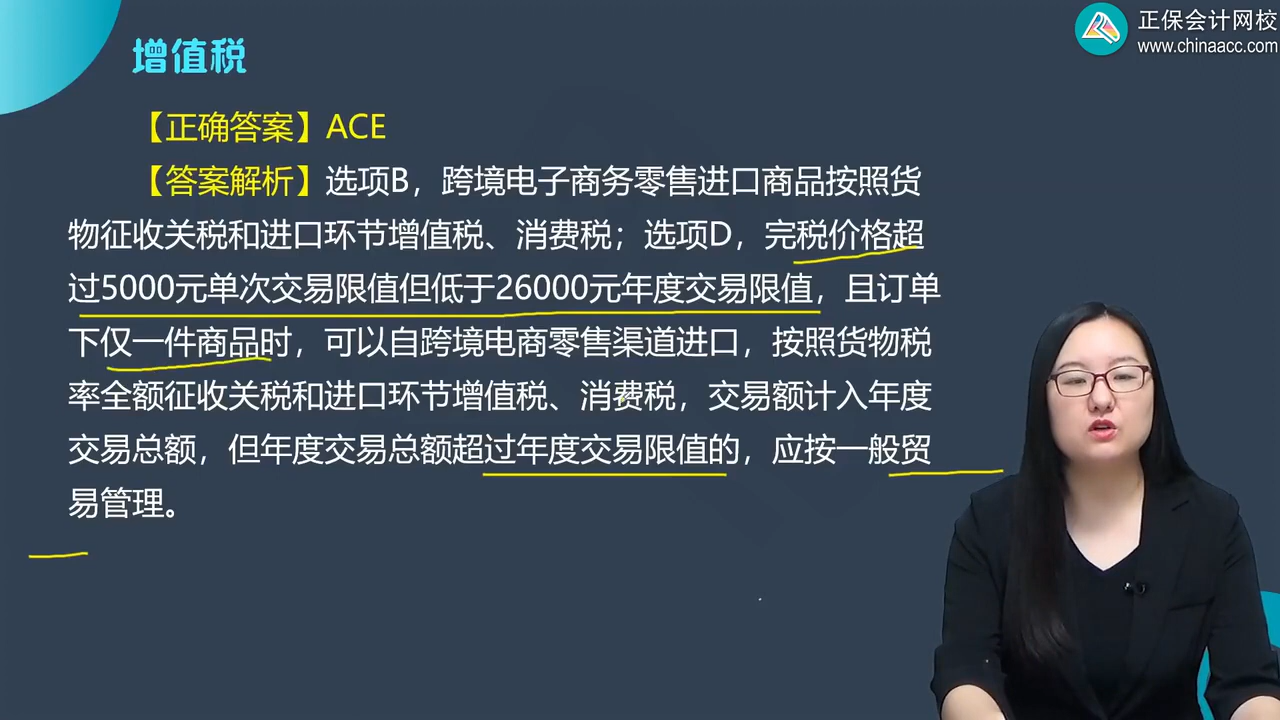 正保会计网校
www.chinaacc.com
增值税
【正确答案】ACE
【答案解析】选项B，跨境电子商务零售进口商品按照货
物征收关税和进口环节增值税、消费税；选项D，完税价格超
过5000元单次交易限值但低于26000元年度交易限值，且订单
下仅一件商品时，可以自跨境电商零售渠道进口，按照货物税
率全额征收关税和进口环节增值税、消费税，交易额计入年度
交易总额，但年度交易总额超过年度交易限值的，应按一般贸
易管理。